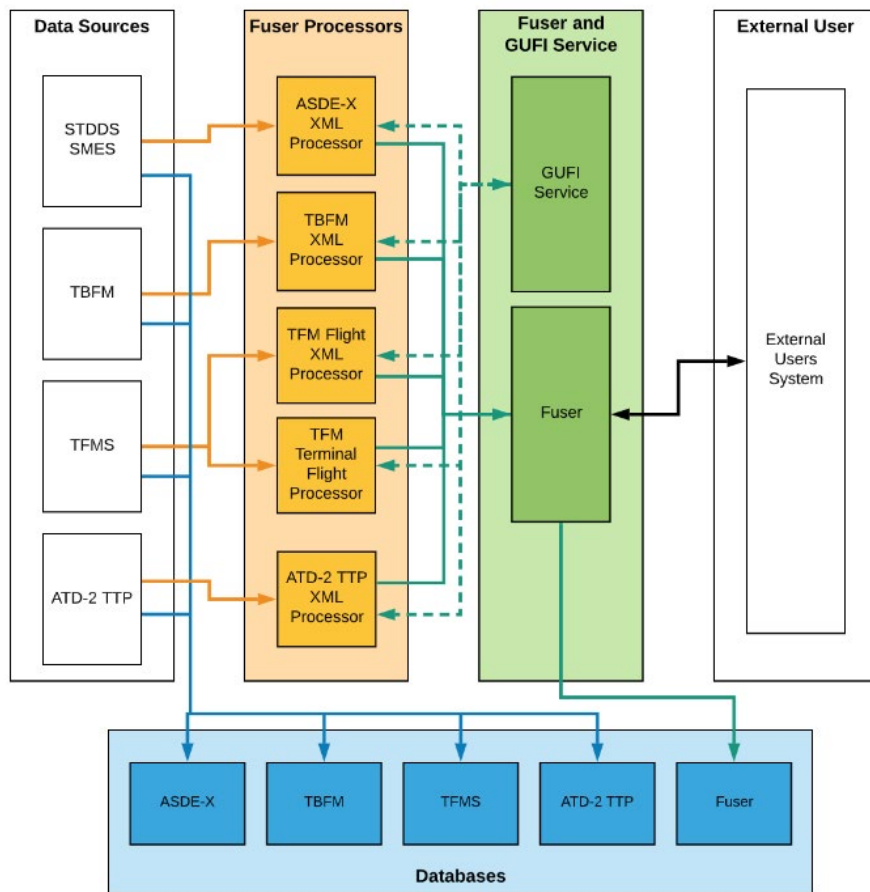 Data Sources
STDDS
SMES
TBFM
TFMS
ATD-2 TTP
Fuser Processors
ASDE-X
XML
Processor
TBFM
XML
Processor
TFM Flight
XML
Processor
TFM
Terminal
Flight
Processor
ATD-2 TTP
XML
Processor
Fuser and
GUFI Service
GUFI
Service
Fuser
External User
External
Users
System
ASDE-X
TBFM
TFMS
ATD-2 TTP
Fuser
Databases